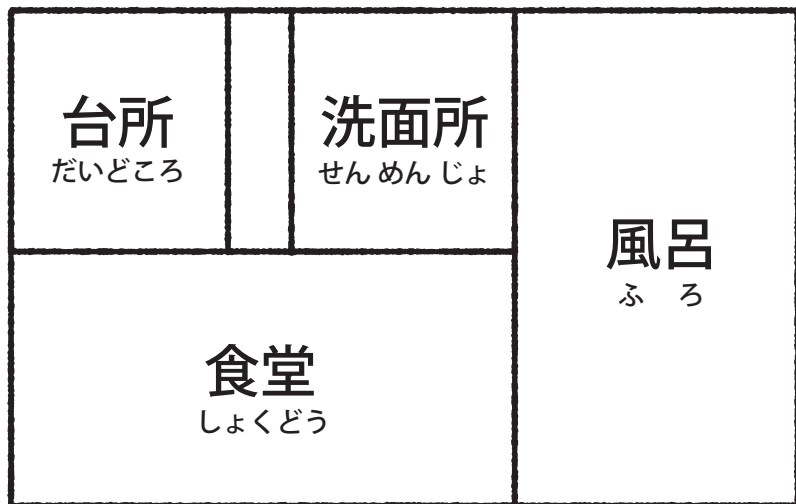 台所
だいどころ
洗面所
せんめんじょ
風呂
ふろ
食堂
しょくどう